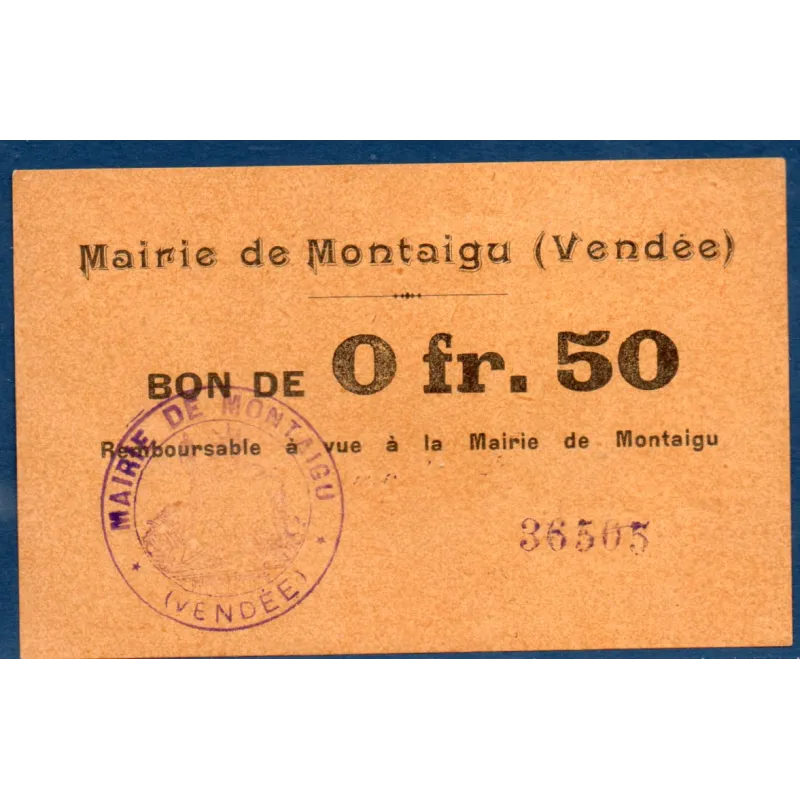 Mairie de Montaigu (Vendée)
BON DE 0 fr. 50
Remboursable à vue à la Mairie de Montaigu
36505
MAIRIE DE MONTAIGU
(VENDÉE)